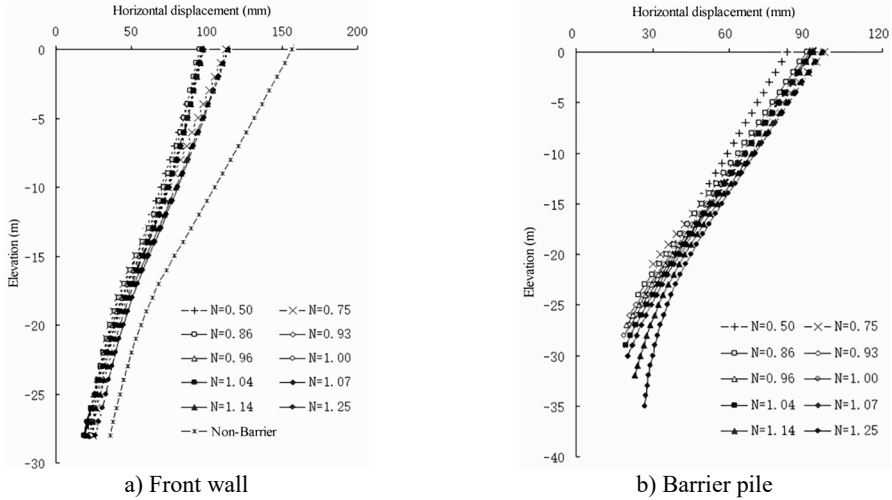 Horizontal displacement (mm)
0 50 100 150 200
0
-5
-10
-15
-20
-25
-30
Elevation (m)
N=0.50 N=0.75
N=0.86 N=0.93
N=0.96 N=1.00
N=1.04 N=1.07
N=1.14 N=1.25
Non-Barrier
a) Front wall
Horizontal displacement (mm)
0 30 60 90 120
0
-5
-10
-15
-20
-25
-30
-35
-40
Elevation (m)
N=0.50 N=0.75
N=0.86 N=0.93
N=0.96 N=1.00
N=1.04 N=1.07
N=1.14 N=1.25
b) Barrier pile